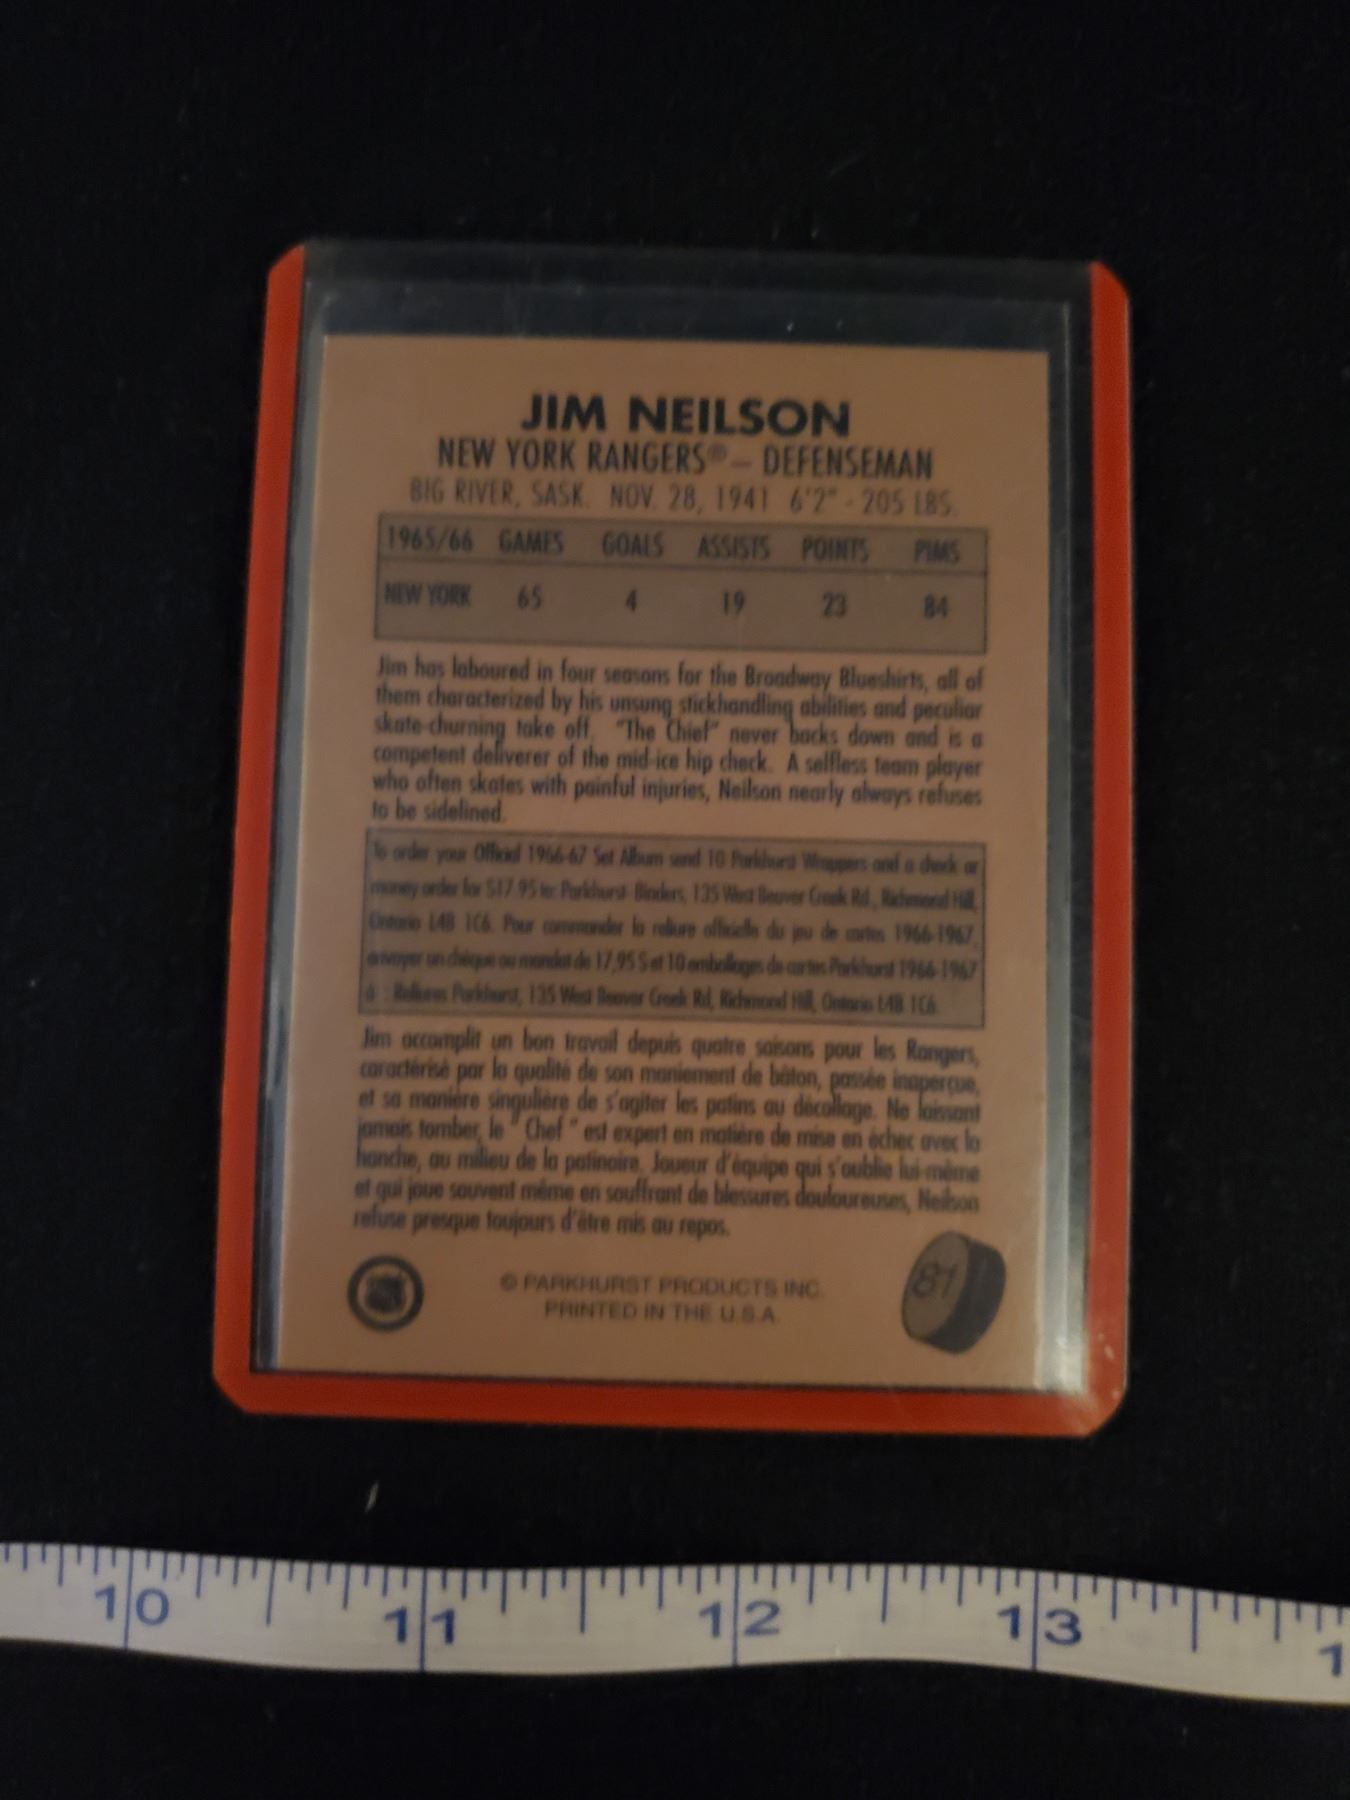 JIM NEILSON
NEW YORK RANGERS® – DEFENSEMAN
BIG RIVER, SASK. NOV. 28, 1941 6'2" - 205 LBS.
1965/66 GAMES GOALS ASSISTS POINTS PIMS
NEW YORK 65 4 19 23 84
Jim has laboured in four seasons for the Broadway Blueshirts, all of
them characterized by his unsung stickhandling abilities and peculiar
skate-churning take off. "The Chief" never backs down and is a
competent deliverer of the mid-ice hip check. A selfless team player
who often skates with painful injuries, Neilson nearly always refuses
to be sidelined.
To order your Official 1966-67 Set Album send 10 Parkhurst Wrappers and a check or
money order for $17.95 to: Parkhurst Binders, 135 West Beaver Creek Rd., Richmond Hill,
Ontario L4B 1C6. Pour commander la reliure officielle du jeu de cartes 1966-1967,
envoyer un chèque ou mandat de 17,95 $ et 10 emballages de cartes Parkhurst 1966-1967
à : Reliures Parkhurst, 135 West Beaver Creek Rd, Richmond Hill, Ontario L4B 1C6.
Jim accomplit un bon travail depuis quatre saisons pour les Rangers,
caractérisé par la qualité de son maniement de bâton, passée inaperçue,
et sa manière singulière de s'agiter les patins au décollage. Ne laissant
jamais tomber, le " Chef " est expert en matière de mise en échec avec la
hanche, au milieu de la patinoire. Joueur d'équipe qui s'oublie lui-même
et qui joue souvent même en souffrant de blessures douloureuses, Neilson
refuse presque toujours d'être mis au repos.
81
© PARKHURST PRODUCTS INC.
PRINTED IN THE U.S.A.
10 11 12 13 1